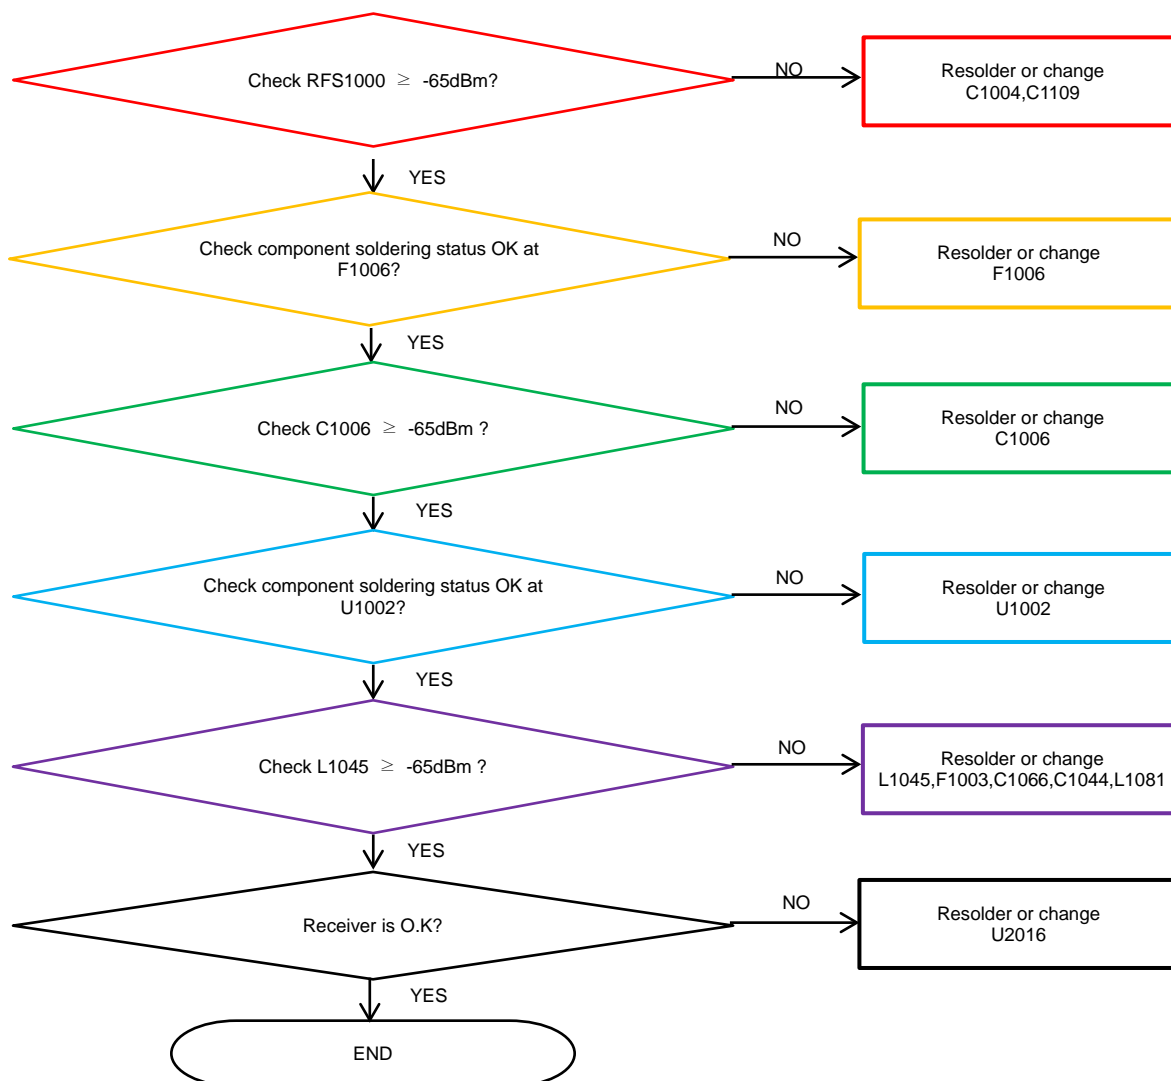 Check RFS1000 ≥ -65dBm?
NO
Resolder or change
C1004,C1109
YES
Check component soldering status OK at
F1006?
NO
Resolder or change
F1006
YES
Check C1006 ≥ -65dBm ?
NO
Resolder or change
C1006
YES
Check component soldering status OK at
U1002?
NO
Resolder or change
U1002
YES
Check L1045 ≥ -65dBm ?
NO
Resolder or change
L1045,F1003,C1066,C1044,L1081
YES
Receiver is O.K?
NO
Resolder or change
U2016
YES
END